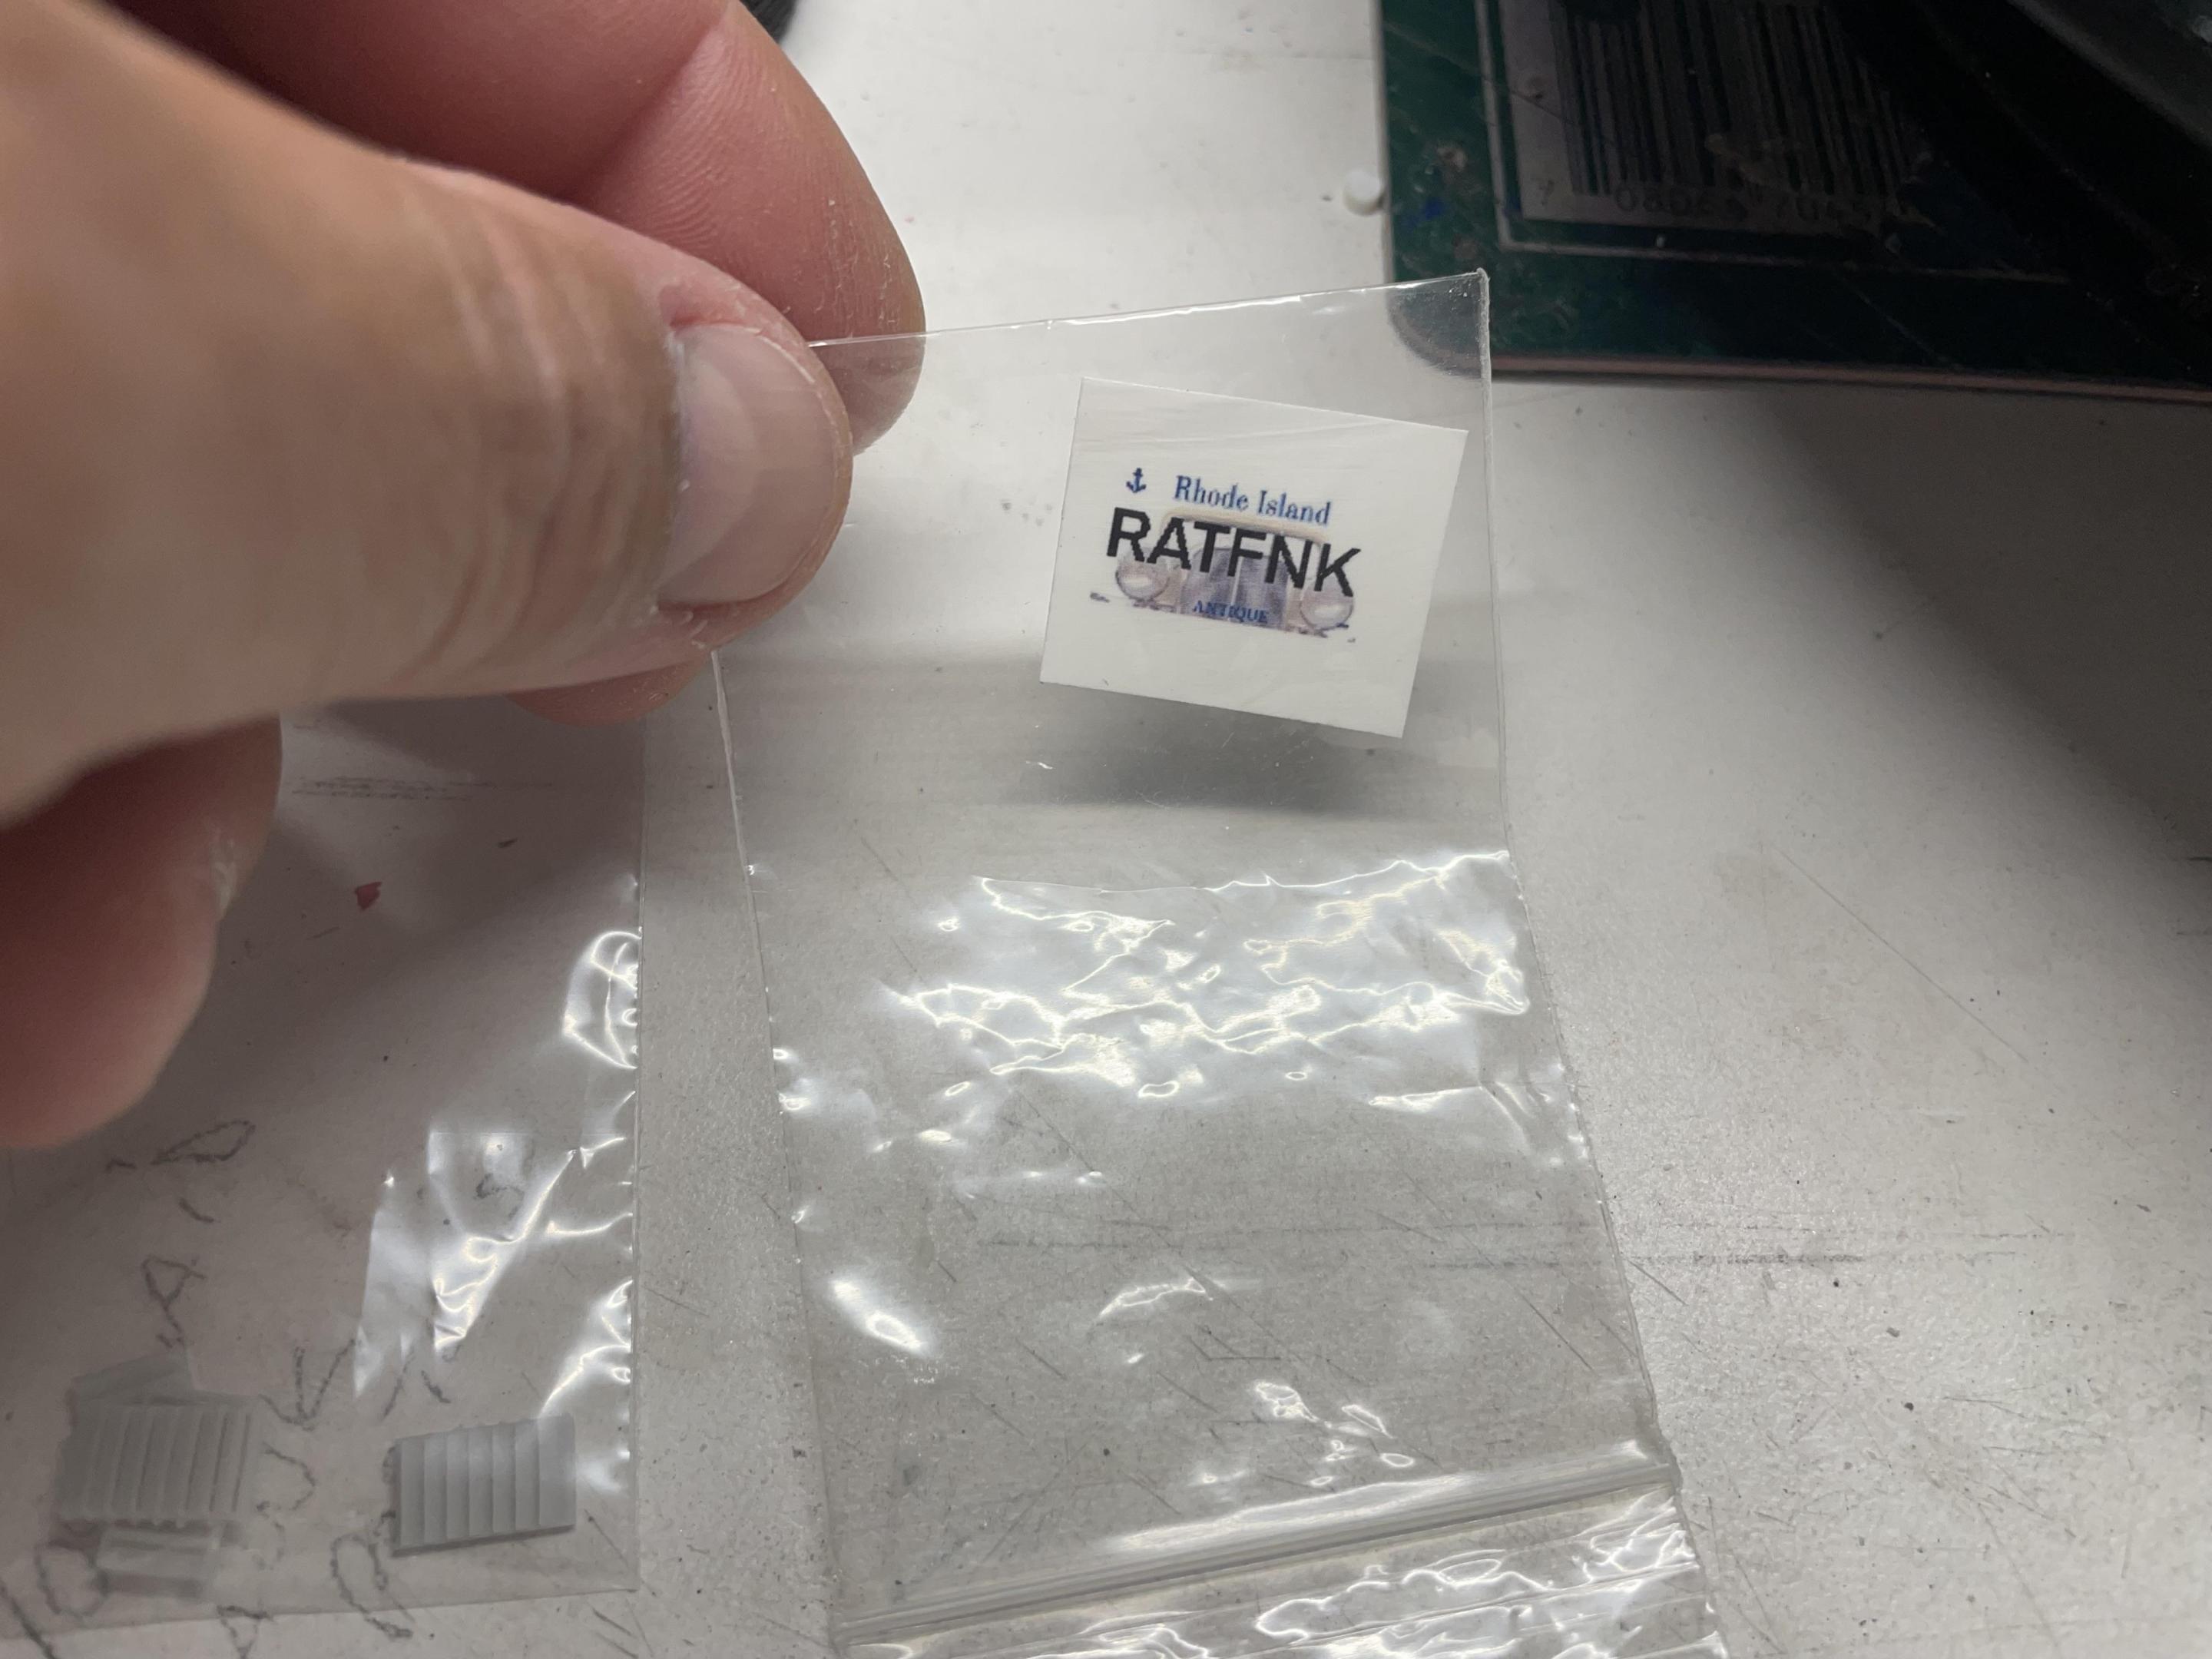 Rhode Island
RATFNK
ANTIQUE